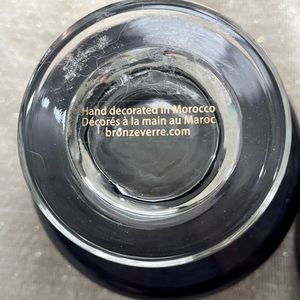 Hand decorated in Morocco
Décorés à la main au Maroc
bronzeverre.com